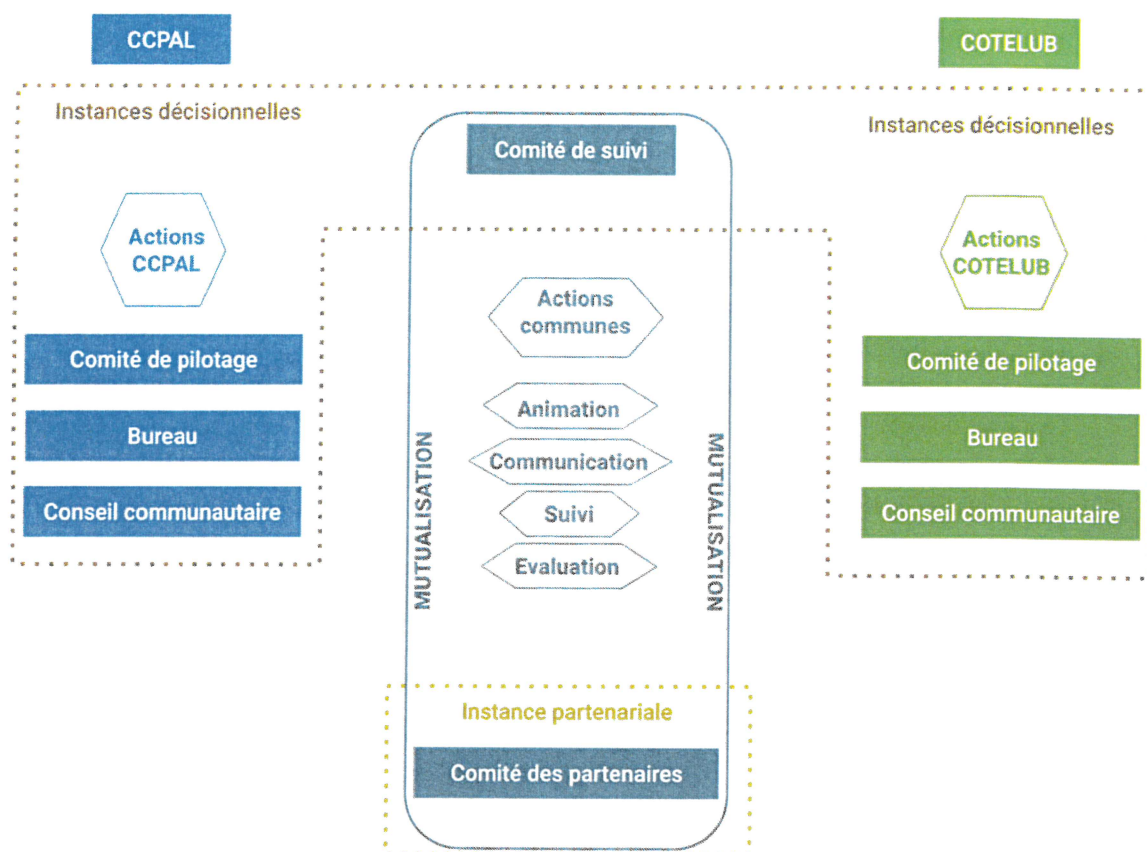 CCPAL
COTELUB
Instances décisionnelles
Instances décisionnelles
Comité de suivi
Actions
CCPAL
Actions
COTELUB
Actions
communes
Comité de pilotage
Comité de pilotage
Animation
Bureau
Bureau
Communication
MUTUALISATION
MUTUALISATION
Conseil communautaire
Suivi
Conseil communautaire
Evaluation
Instance partenariale
Comité des partenaires